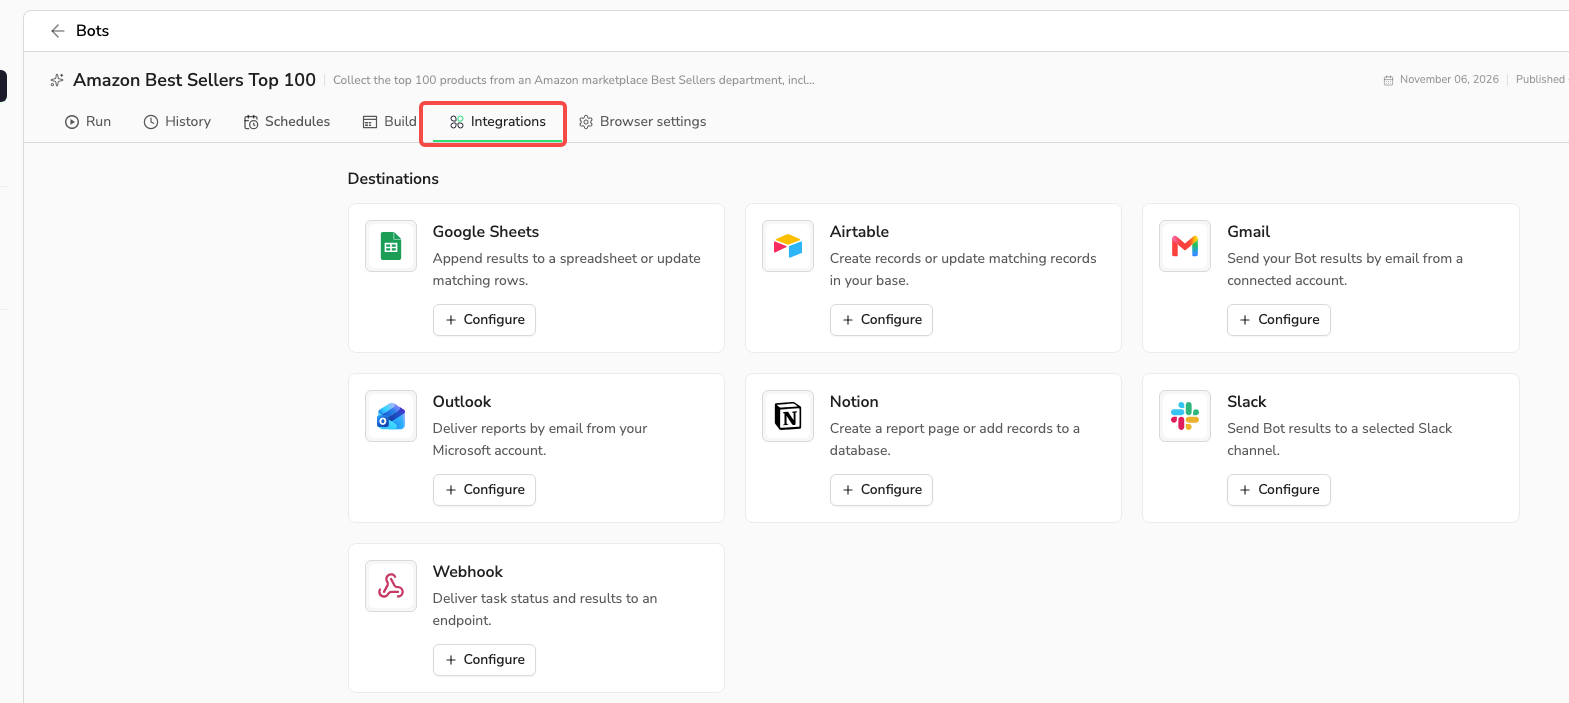 Bots
Amazon Best Sellers Top 100
Collect the top 100 products from an Amazon marketplace Best Sellers department, incl...
November 06, 2026
Published
Run
History
Schedules
Build
Integrations
Browser settings
Destinations
Google Sheets
Append results to a spreadsheet or update
matching rows.
+ Configure
Airtable
Create records or update matching records
in your base.
+ Configure
Gmail
Send your Bot results by email from a
connected account.
+ Configure
Outlook
Deliver reports by email from your
Microsoft account.
+ Configure
Notion
Create a report page or add records to a
database.
+ Configure
Slack
Send Bot results to a selected Slack
channel.
+ Configure
Webhook
Deliver task status and results to an
endpoint.
+ Configure